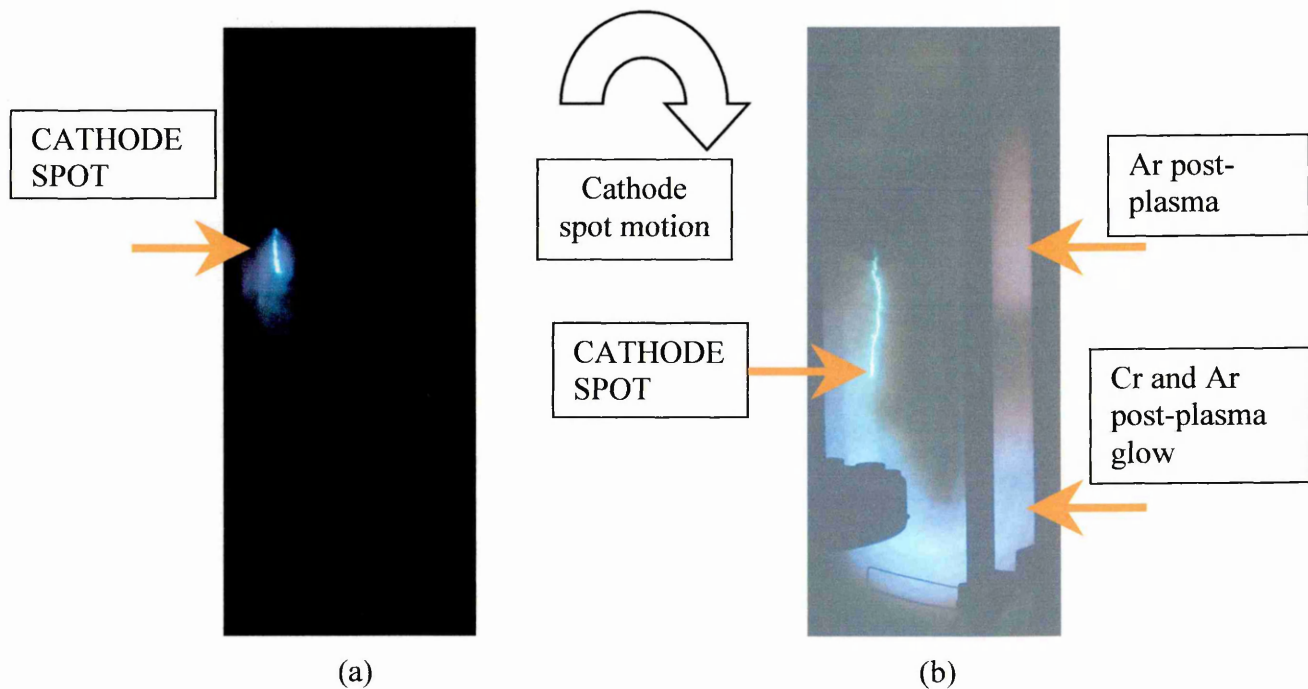 CATHODE
SPOT
Cathode
spot motion
CATHODE
SPOT
Ar post-
plasma
Cr and Ar
post-plasma
glow
(a)
(b)